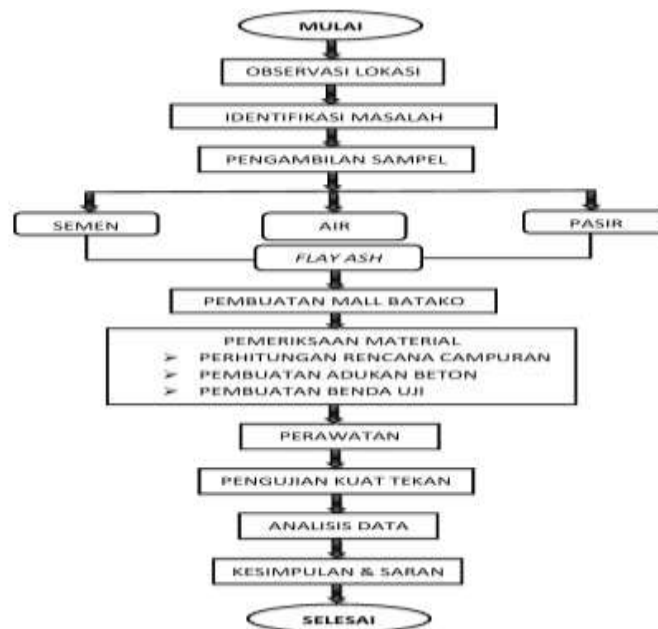 MULAI
OBSERVASI LOKASI
IDENTIFIKASI MASALAH
PENGAMBILAN SAMPEL
SEMEN
AIR
PASIR
FLAY ASH
PEMBUATAN MALL BATAKO
PEMERIKSAAN MATERIAL
➢ PERHITUNGAN RENCANA CAMPURAN
➢ PEMBUATAN ADUKAN BETON
➢ PEMBUATAN BENDA UJI
PERAWATAN
PENGUJIAN KUAT TEKAN
ANALISIS DATA
KESIMPULAN & SARAN
SELESAI